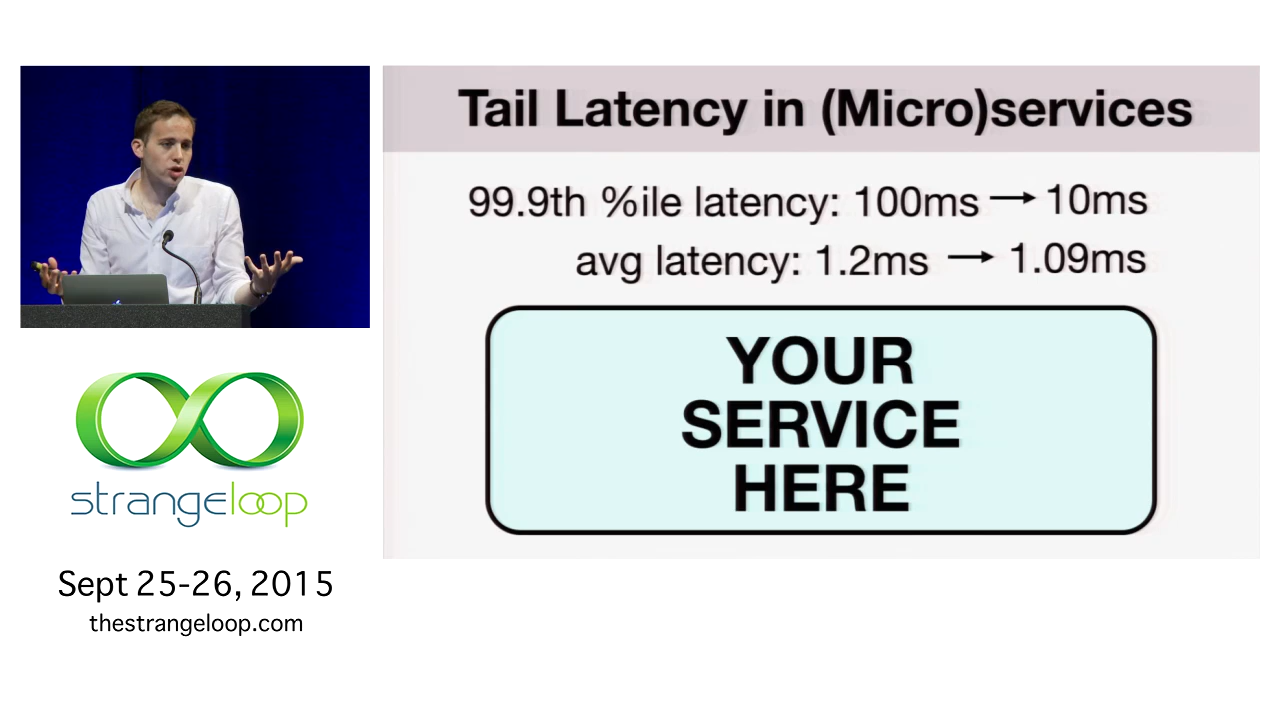 Tail Latency in (Micro)services
99.9th %ile latency: 100ms → 10ms
avg latency: 1.2ms → 1.09ms
YOUR
SERVICE
HERE
strangeloop
Sept 25-26, 2015
thestrangeloop.com